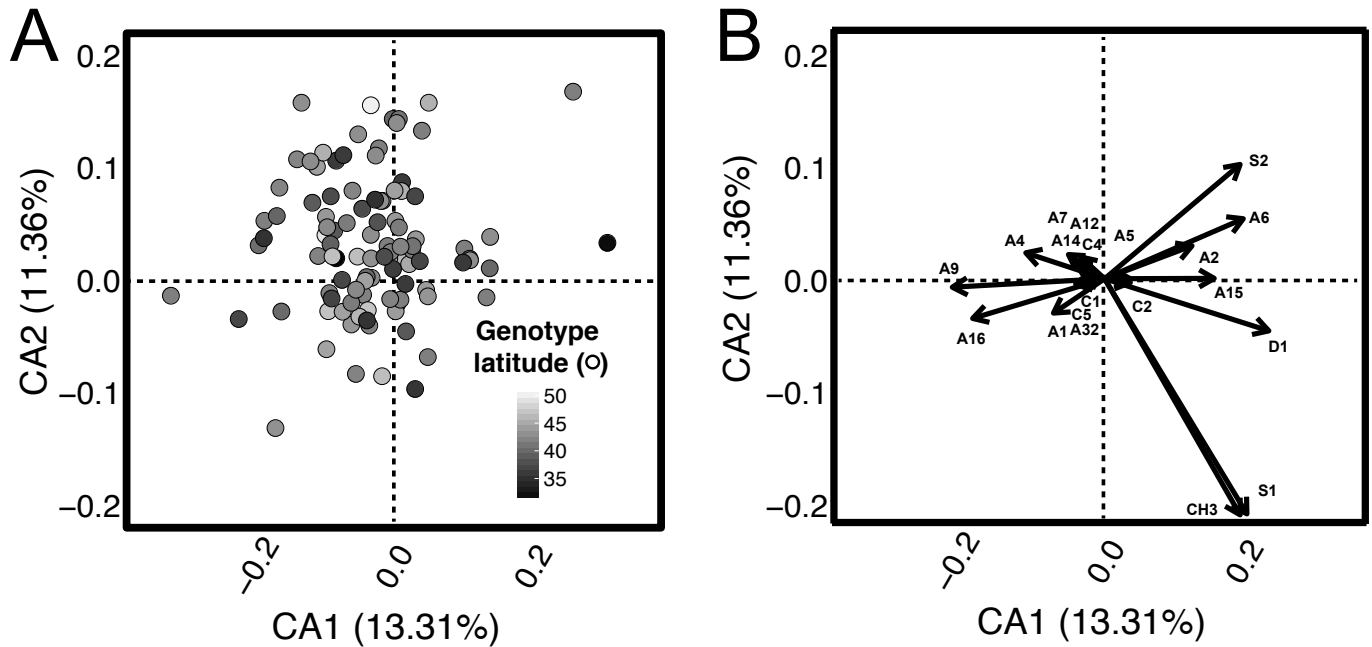 A
CA2 (11.36%)
0.2
0.1
0.0
−0.1
−0.2
−0.2
0.0
0.2
CA1 (13.31%)
Genotype
latitude (○)
50
45
40
35
B
CA2 (11.36%)
0.2
0.1
0.0
−0.1
−0.2
−0.2
0.0
0.2
CA1 (13.31%)
S2
A6
A7
A12
A5
A4
A14
C4
A2
A9
A15
C1
C2
C5
A16
A1
A32
D1
S1
CH3